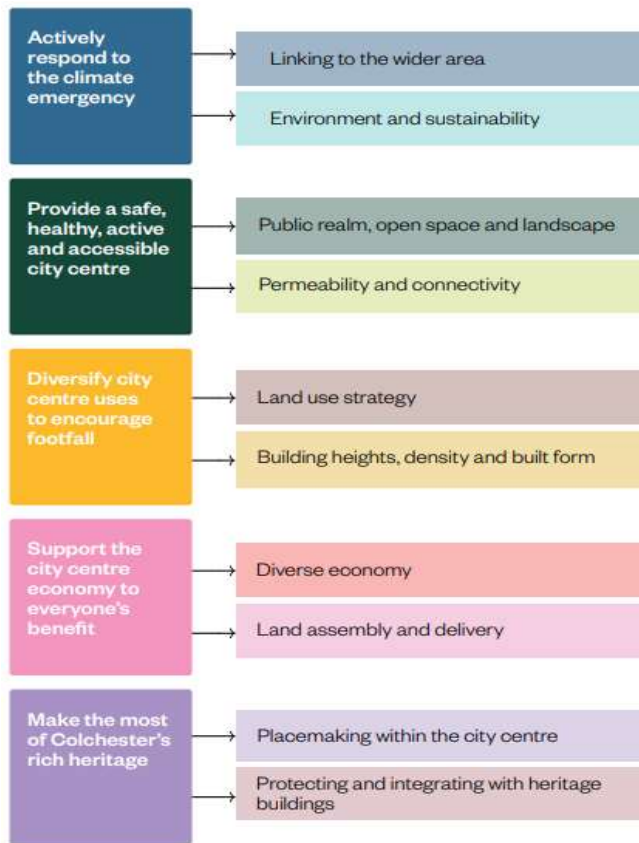 Actively
respond to
the climate
emergency
Linking to the wider area
Environment and sustainability
Provide a safe,
healthy, active
and accessible
city centre
Public realm, open space and landscape
Permeability and connectivity
Diversify city
centre uses
to encourage
footfall
Land use strategy
Building heights, density and built form
Support the
city centre
economy to
everyone's
benefit
Diverse economy
Land assembly and delivery
Make the most
of Colchester's
rich heritage
Placemaking within the city centre
Protecting and integrating with heritage
buildings